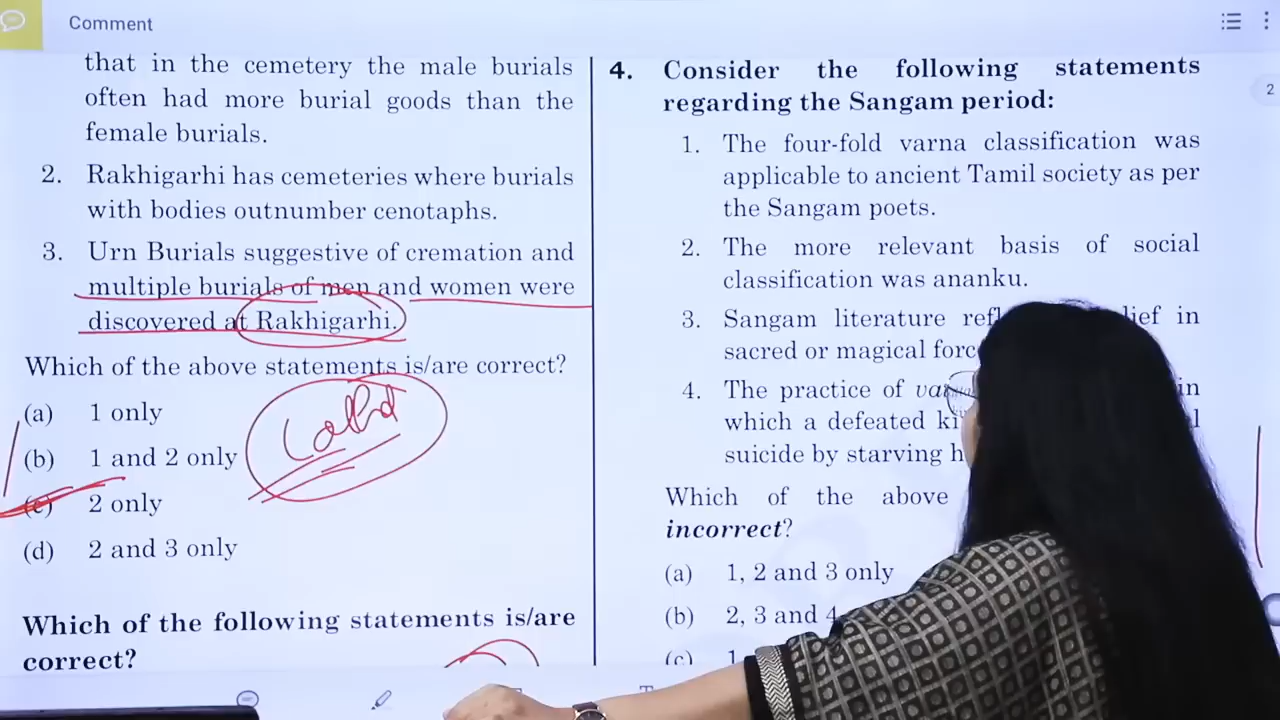 Comment
that in the cemetery the male burials
often had more burial goods than the
female burials.
2. Rakhigarhi has cemeteries where burials
with bodies outnumber cenotaphs.
3. Urn Burials suggestive of cremation and
multiple burials of men and women were
discovered at Rakhigarhi.
Which of the above statements is/are correct?
(a) 1 only
(b) 1 and 2 only
(c) 2 only
(d) 2 and 3 only
Which of the following statements is/are
correct?
4. Consider the following statements
regarding the Sangam period:
1. The four-fold varna classification was
applicable to ancient Tamil society as per
the Sangam poets.
2. The more relevant basis of social
classification was ananku.
3. Sangam literature in
sacred or magical
4. The practice of in
which a defeated
suicide by starving
Which of the above
incorrect?
(a) 1, 2 and 3 only
(b) 2, 3 and 4
(c) 1
2